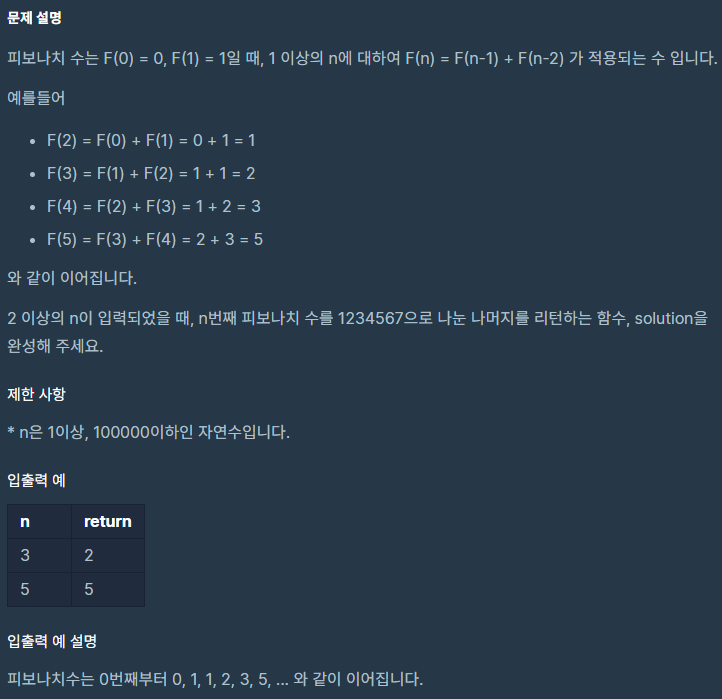 문제 설명
피보나치 수는 F(0) = 0, F(1) = 1일 때, 1 이상의 n에 대하여 F(n) = F(n-1) + F(n-2) 가 적용되는 수 입니다.
예를들어
• F(2) = F(0) + F(1) = 0 + 1 = 1
• F(3) = F(1) + F(2) = 1 + 1 = 2
• F(4) = F(2) + F(3) = 1 + 2 = 3
• F(5) = F(3) + F(4) = 2 + 3 = 5
와 같이 이어집니다.
2 이상의 n이 입력되었을 때, n번째 피보나치 수를 1234567으로 나눈 나머지를 리턴하는 함수, solution을
완성해 주세요.
제한 사항
* n은 1이상, 100000이하인 자연수입니다.
입출력 예
n return
3 2
5 5
입출력 예 설명
피보나치수는 0번째부터 0, 1, 1, 2, 3, 5, ... 와 같이 이어집니다.